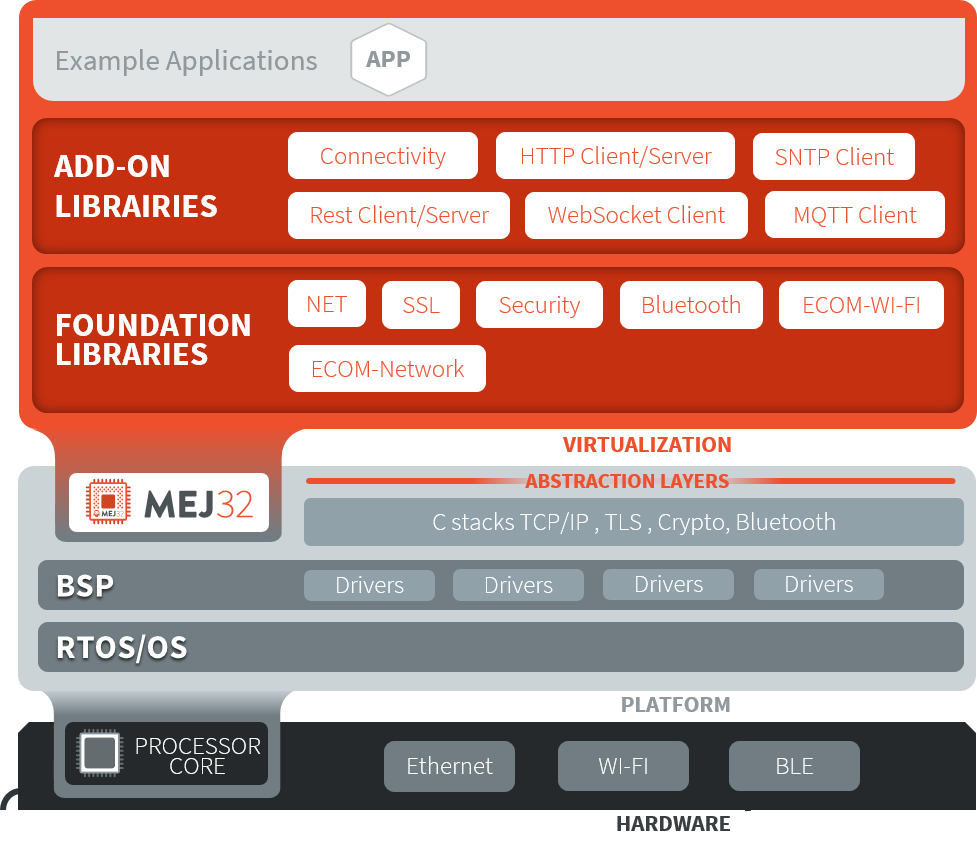 Example Applications APP
ADD-ON
LIBRAIRIES
Connectivity HTTP Client/Server SNTP Client
Rest Client/Server WebSocket Client MQTT Client
FOUNDATION
LIBRARIES
NET SSL Security Bluetooth ECOM-WI-FI
ECOM-Network
VIRTUALIZATION
ABSTRACTION LAYERS
MEJ32 MEJ32
C stacks TCP/IP , TLS , Crypto, Bluetooth
BSP Drivers Drivers Drivers Drivers
RTOS/OS
PLATFORM
PROCESSOR
CORE
Ethernet WI-FI BLE
HARDWARE